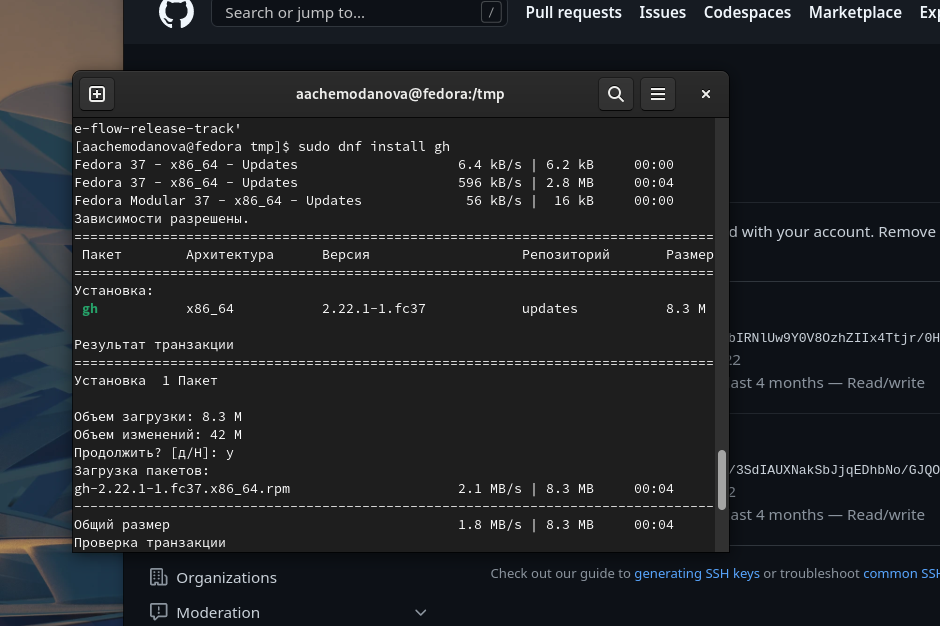 Search or jump to... / Pull requests Issues Codespaces Marketplace
aachemodanova@fedora:/tmp
e-flow-release-track'
[aachemodanova@fedora tmp]$ sudo dnf install gh
Fedora 37 - x86_64 - Updates 6.4 kB/s | 6.2 kB 00:00
Fedora 37 - x86_64 - Updates 596 kB/s | 2.8 MB 00:04
Fedora Modular 37 - x86_64 - Updates 56 kB/s | 16 kB 00:00
Зависимости разрешены.
Пакет Архитектура Версия Репозиторий Размер
Установка:
gh x86_64 2.22.1-1.fc37 updates 8.3 M
Результат транзакции
Установка 1 Пакет
Объем загрузки: 8.3 M
Объем изменений: 42 M
Продолжить? [д/Н]: y
Загрузка пакетов:
gh-2.22.1-1.fc37.x86_64.rpm 2.1 MB/s | 8.3 MB 00:04
Общий размер 1.8 MB/s | 8.3 MB 00:04
Проверка транзакции
d with your account. Remove
bIRNlUw9Y0V8OzhZIIx4Ttjr/0H
22
ast 4 months — Read/write
/3SdIAUXNakSbJjqEDhbNo/GJQO
2
ast 4 months — Read/write
Check out our guide to generating SSH keys or troubleshoot common SSH
Organizations
Moderation